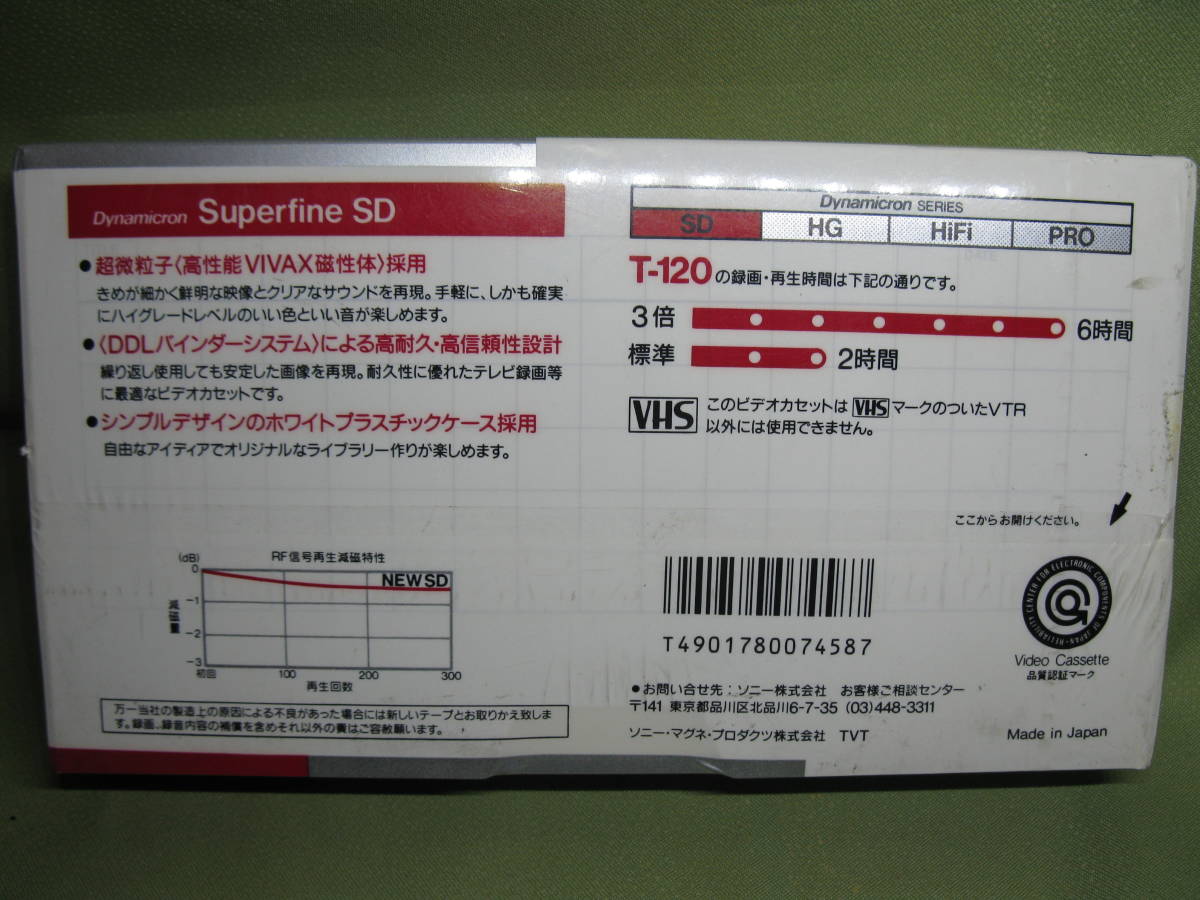 Dynamicron Superfine SD
●超微粒子〈高性能VIVAX磁性体〉採用
きめが細かく鮮明な映像とクリアなサウンドを再現。手軽に、しかも確実
にハイグレードレベルのいい色といい音が楽しめます。
●〈DDLバインダーシステム〉による高耐久・高信頼性設計
繰り返し使用しても安定した画像を再現。耐久性に優れたテレビ録画等
に最適なビデオカセットです。
●シンプルデザインのホワイトプラスチックケース採用
自由なアイディアでオリジナルなライブラリー作りが楽しめます。
(dB) RF信号再生減磁特性
0
NEW SD
-1
減磁量
-2
-3
初回 100 200 300
再生回数
万一当社の製造上の原因による不良があった場合には新しいテープとお取りかえ致しま
す。録画、録音内容の補償を含めそれ以外の責はご容赦願います。
Dynamicron SERIES
SD HG HiFi PRO
DATE
T-120の録画・再生時間は下記の通りです。
3倍 6時間
標準 2時間
VHS このビデオカセットはVHSマークのついたVTR
以外には使用できません。
ここからお開けください。
T4901780074587
RELIABILITY CENTER FOR ELECTRONIC COMPONENTS OF JAPAN
Video Cassette
品質認証マーク
●お問い合せ先：ソニー株式会社 お客様ご相談センター
〒141 東京都品川区北品川6-7-35 (03)448-3311
ソニー・マグネ・プロダクツ株式会社 TVT
Made in Japan